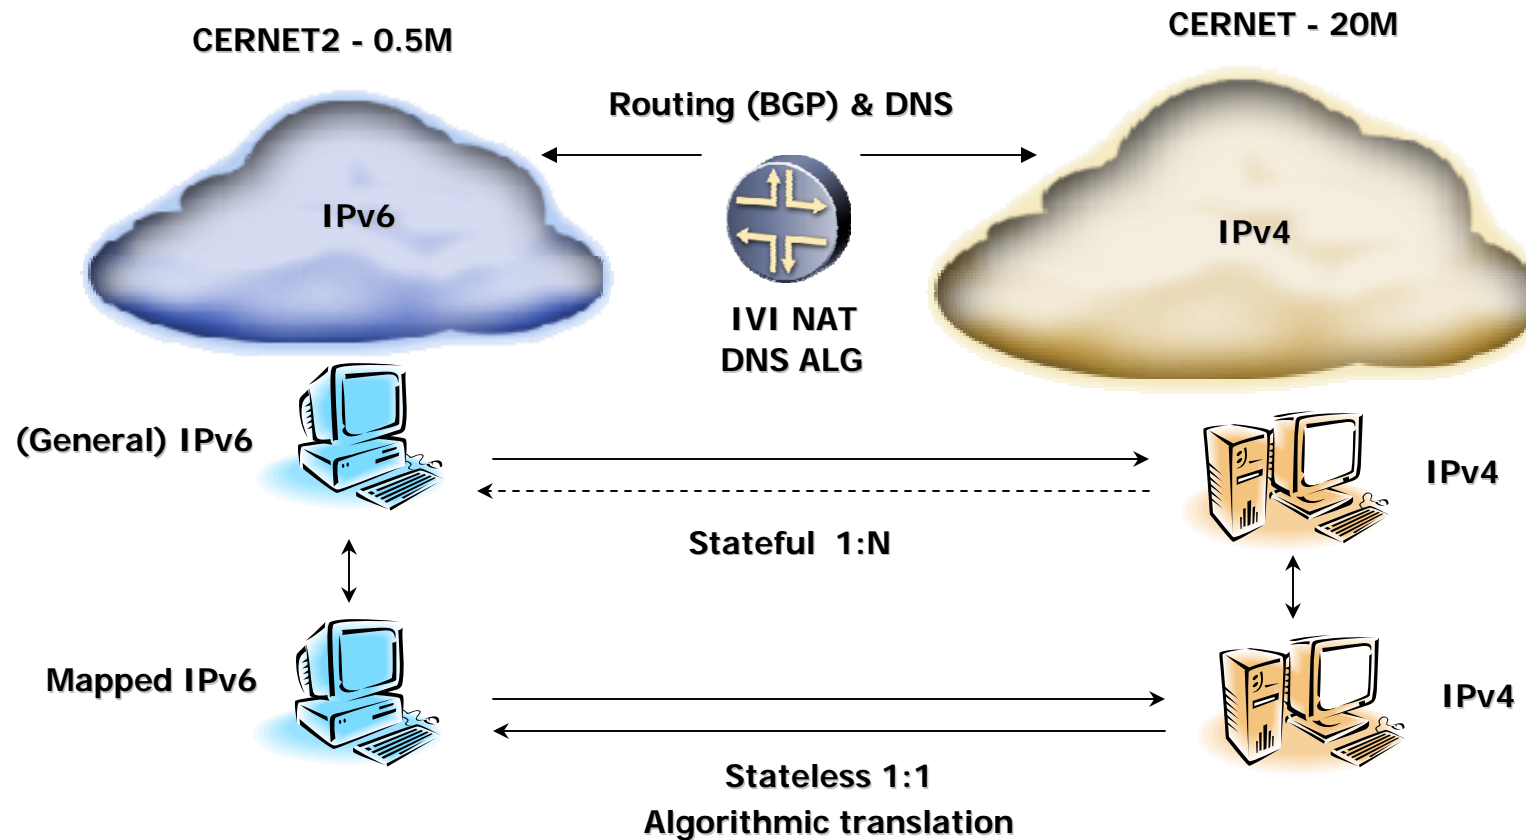 CERNET2 - 0.5M
CERNET - 20M
Routing (BGP) & DNS
IPv6
IPv4
IVI NAT
DNS ALG
(General) IPv6
IPv4
Stateful 1:N
Mapped IPv6
IPv4
Stateless 1:1
Algorithmic translation